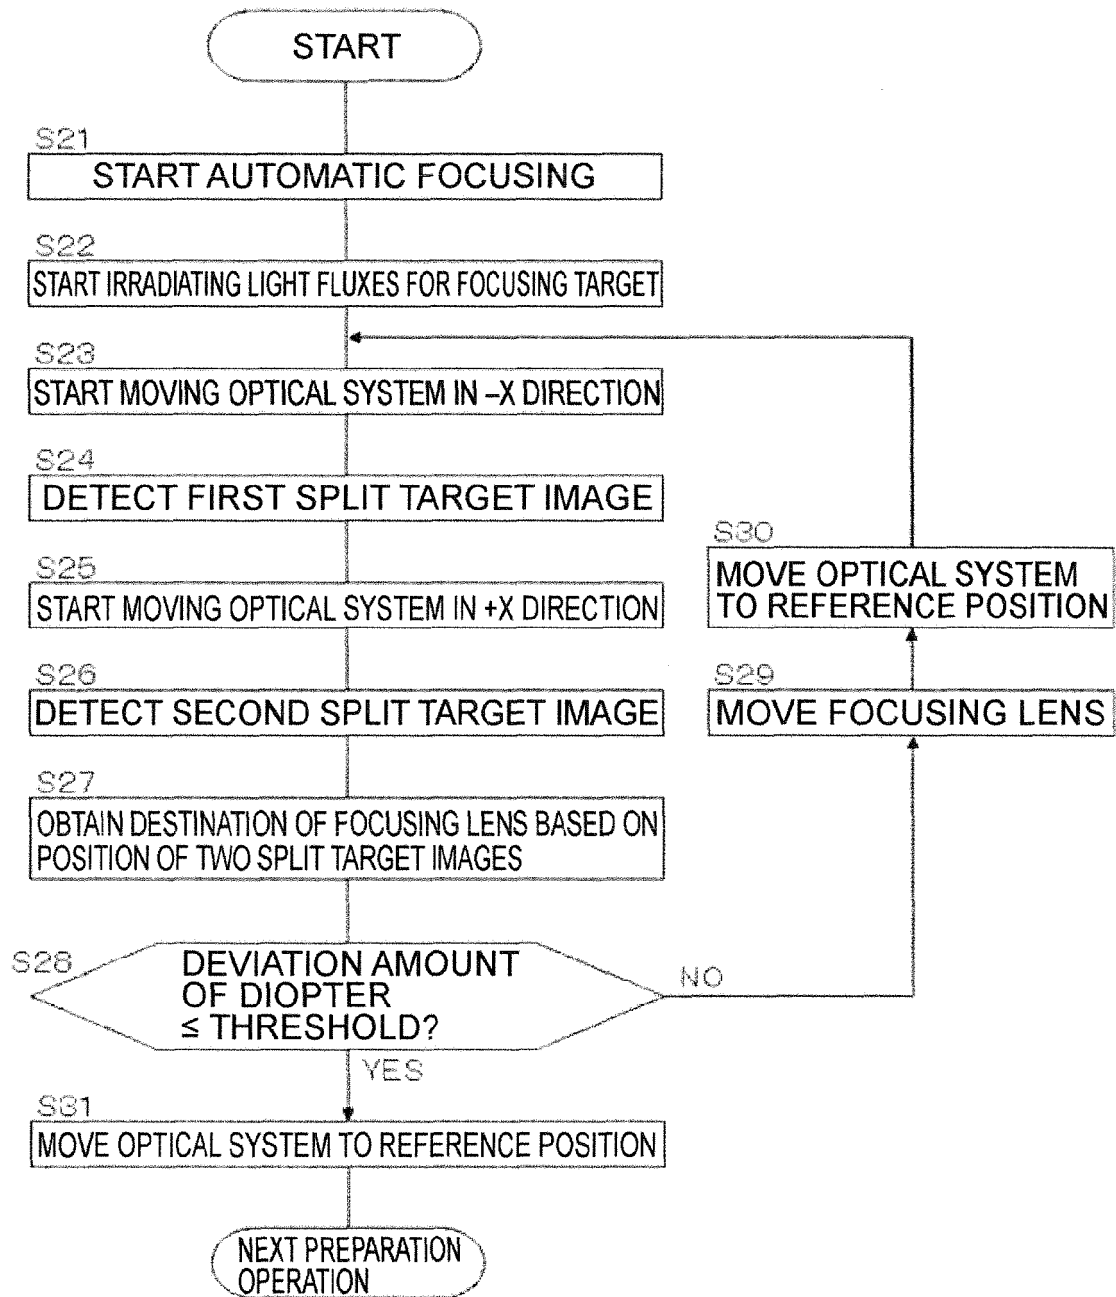 START
S21
START AUTOMATIC FOCUSING
S22
START IRRADIATING LIGHT FLUXES FOR FOCUSING TARGET
S23
START MOVING OPTICAL SYSTEM IN –X DIRECTION
S24
DETECT FIRST SPLIT TARGET IMAGE
S25
START MOVING OPTICAL SYSTEM IN +X DIRECTION
S26
DETECT SECOND SPLIT TARGET IMAGE
S27
OBTAIN DESTINATION OF FOCUSING LENS BASED ON
POSITION OF TWO SPLIT TARGET IMAGES
S28
DEVIATION AMOUNT
OF DIOPTER
≤ THRESHOLD?
NO
S29
MOVE FOCUSING LENS
S30
MOVE OPTICAL SYSTEM
TO REFERENCE POSITION
YES
S31
MOVE OPTICAL SYSTEM TO REFERENCE POSITION
NEXT PREPARATION
OPERATION